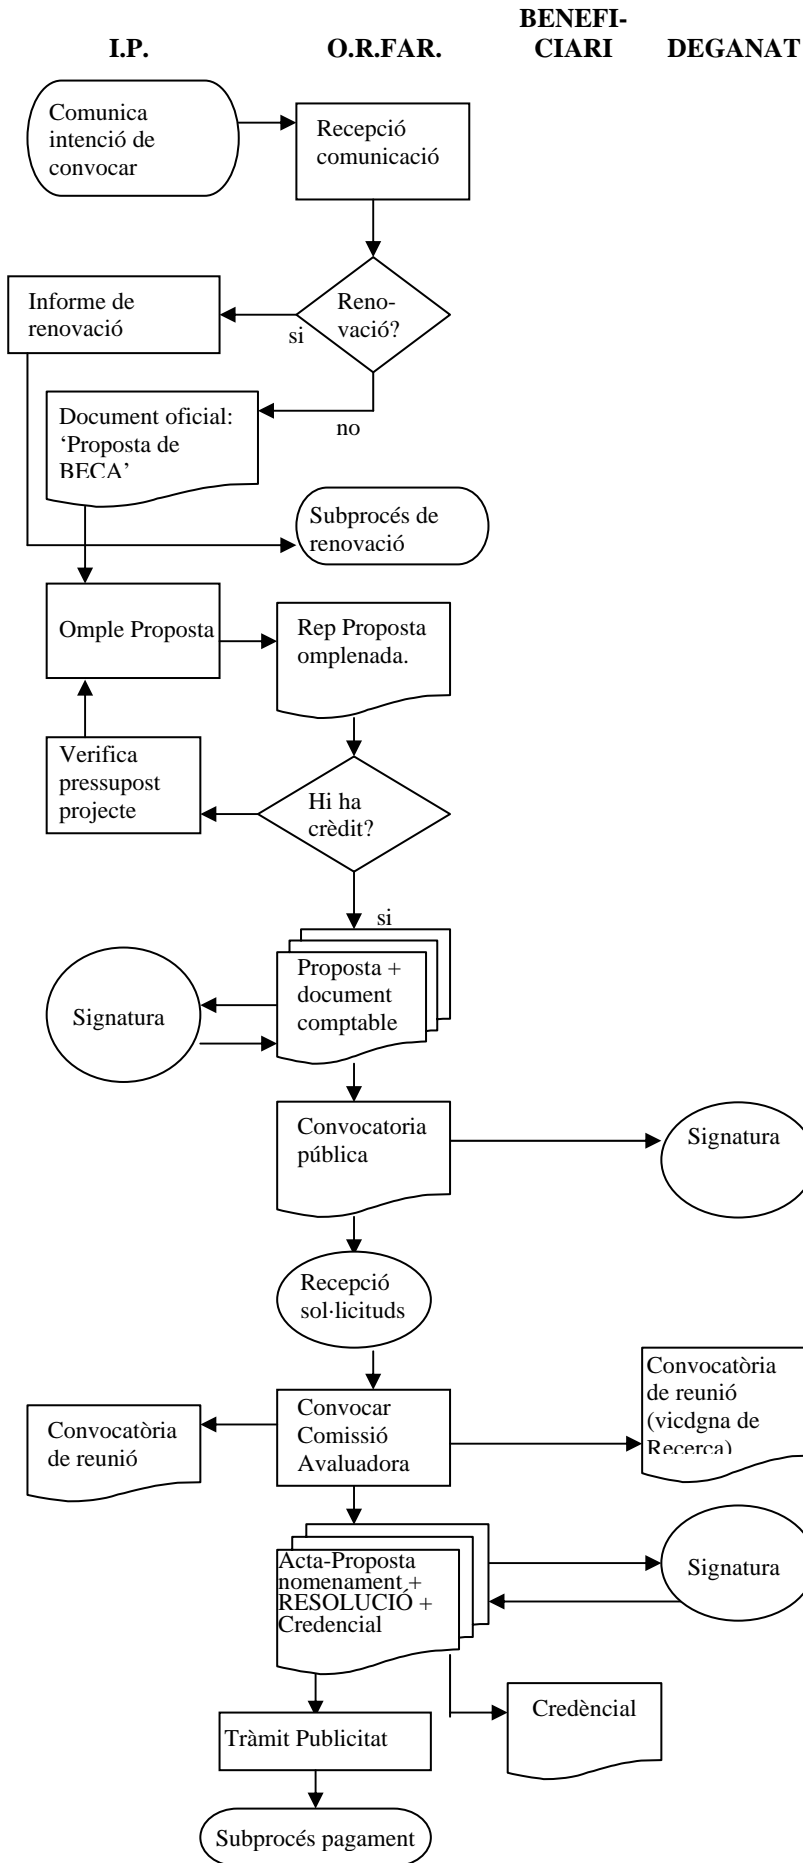 BENEFI-
I.P. O.R.FAR. CIARI DEGANAT
Comunica
intenció de
convocar
Recepció
comunicació
Reno-
vació?
si
Informe de
renovació
no
Document oficial:
‘Proposta de
BECA’
Subprocés de
renovació
Omple Proposta
Rep Proposta
omplenada.
Verifica
pressupost
projecte
Hi ha
crèdit?
si
Proposta +
document
comptable
Signatura
Convocatoria
pública
Signatura
Recepció
sol·licituds
Convocatòria
de reunió
(vicdgna de
Recerca)
Convocar
Comissió
Avaluadora
Convocatòria
de reunió
Acta-Proposta
nomenament +
RESOLUCIÓ +
Credencial
Signatura
Credèncial
Tràmit Publicitat
Subprocés pagament